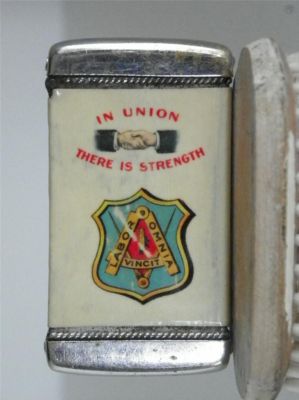 IN UNION
THERE IS STRENGTH
LABOR OMNIA
VINCIT